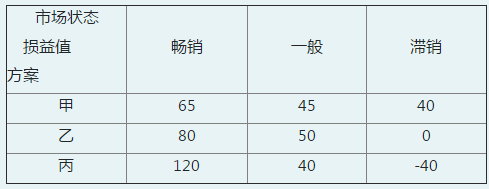 市场状态
损益值
方案
畅销 一般 滞销
甲 65 45 40
乙 80 50 0
丙 120 40 -40